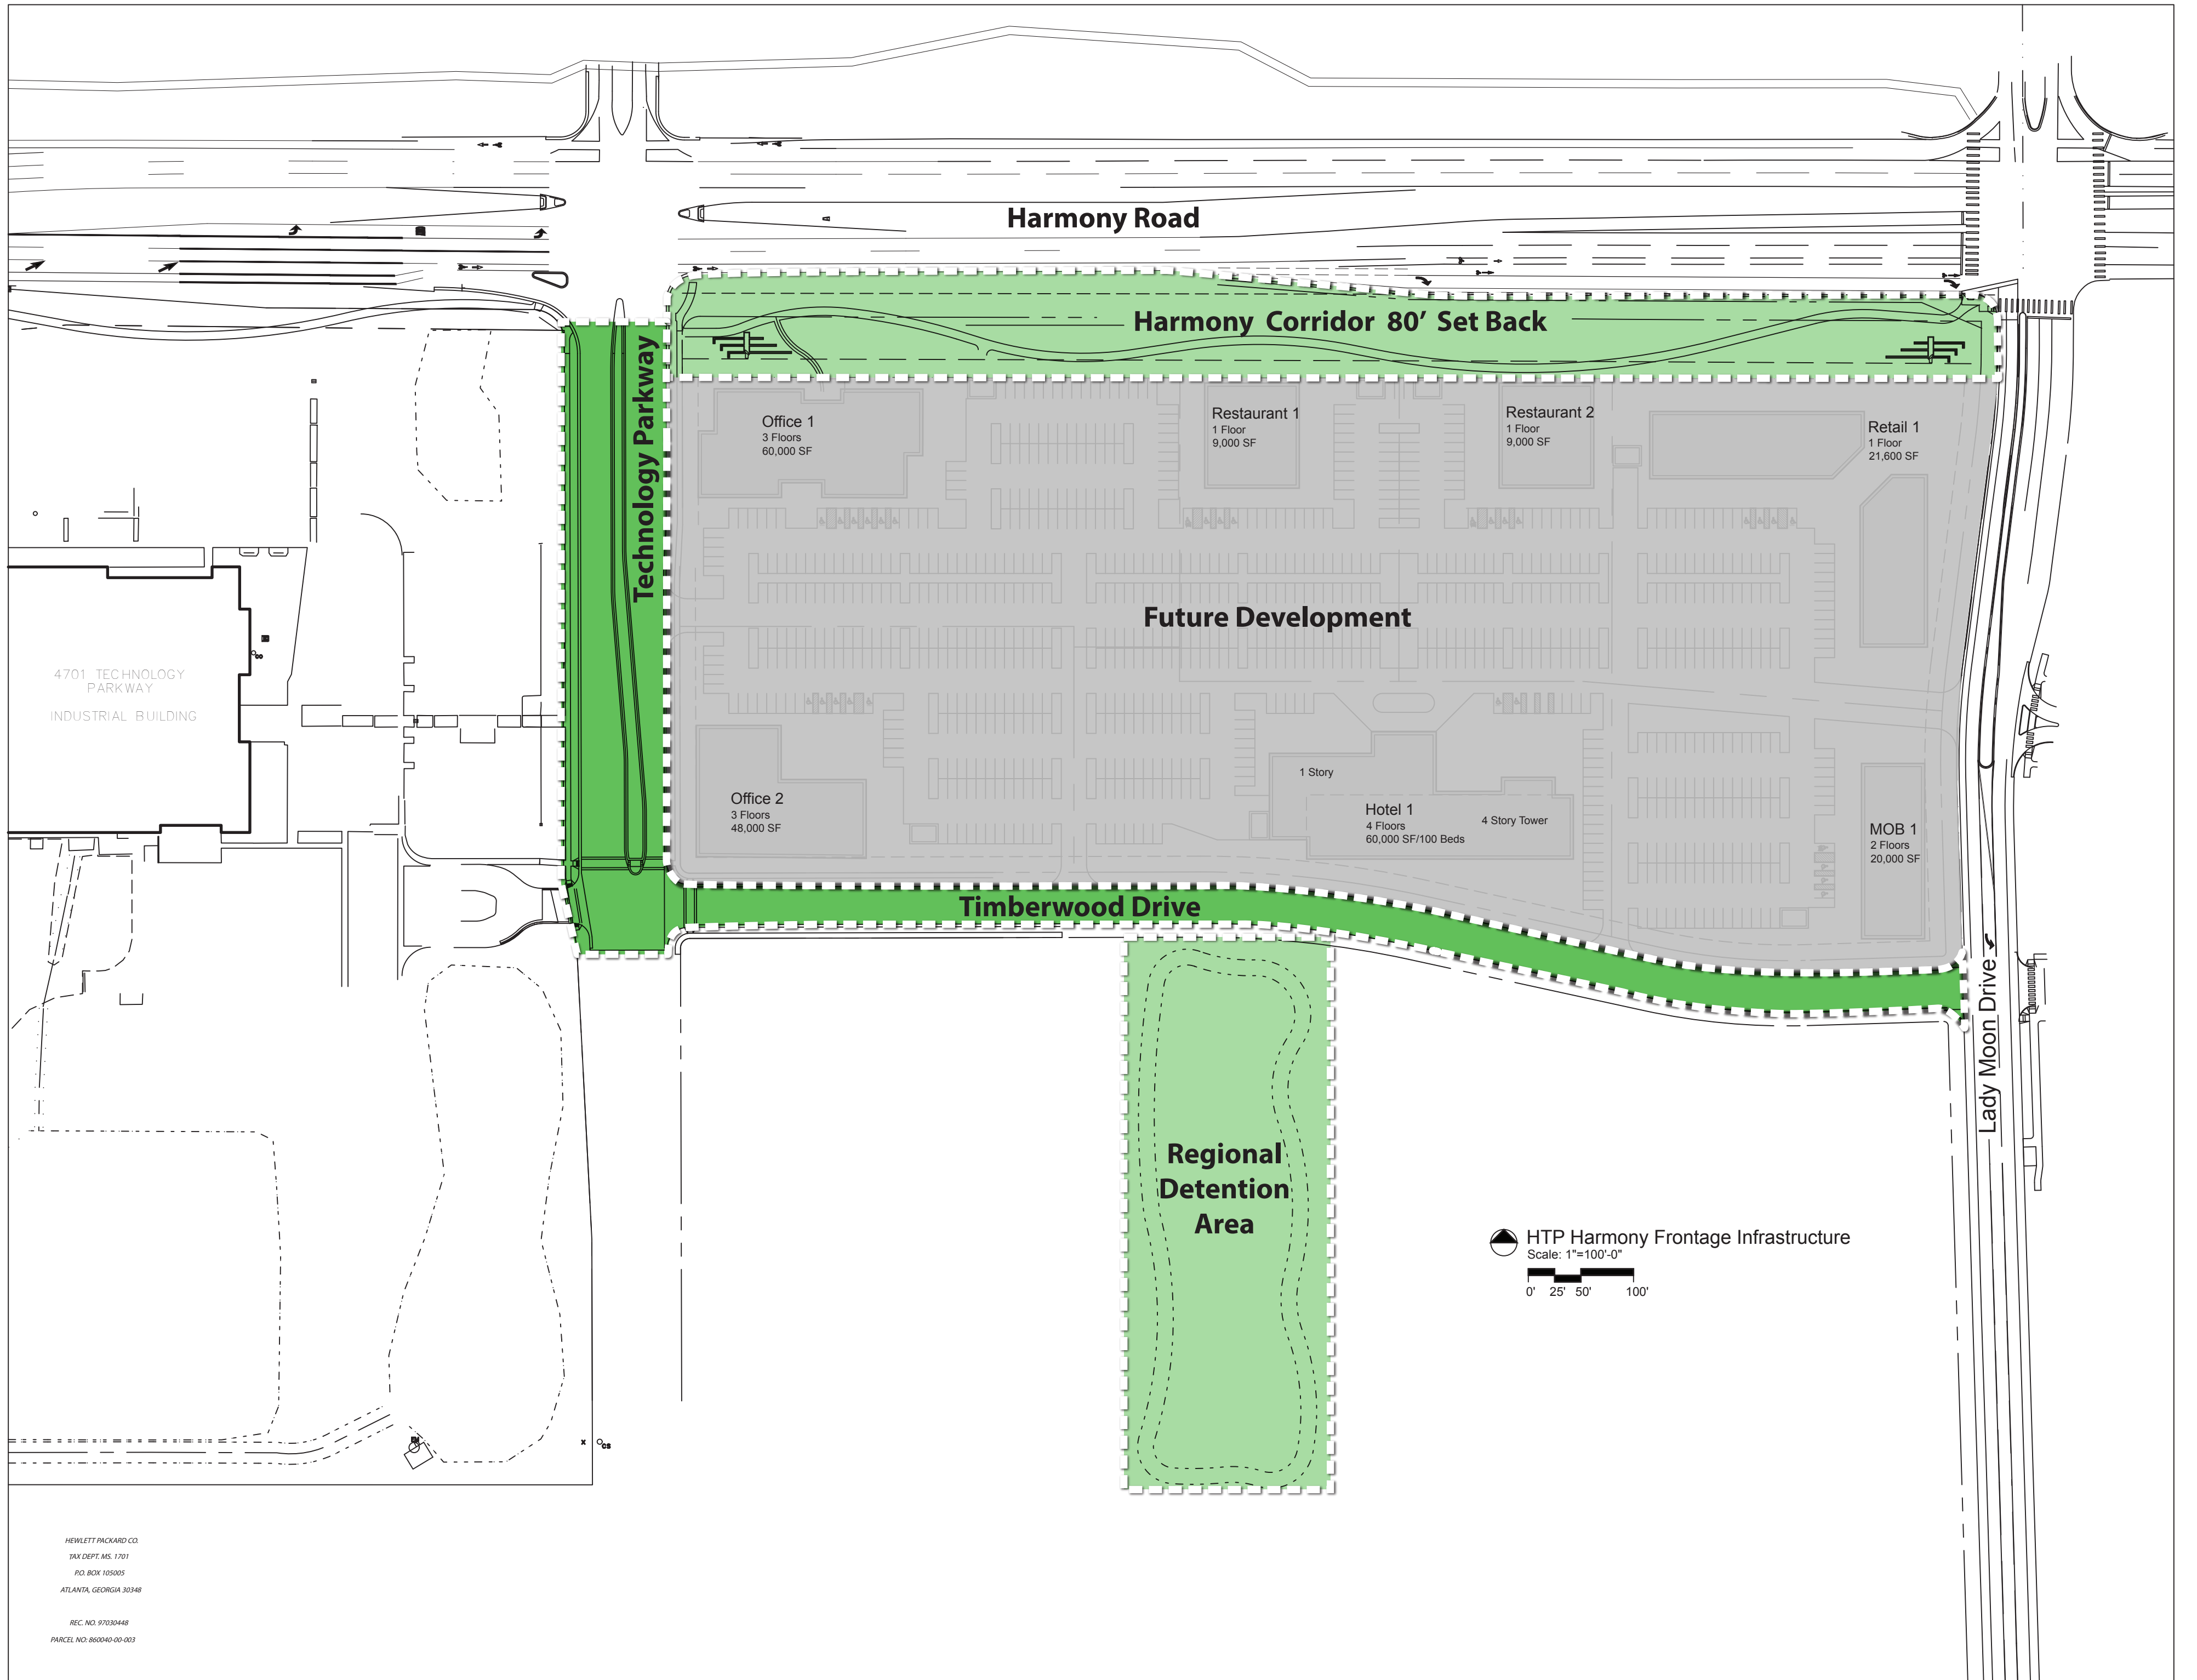 Harmony Road
Harmony Corridor 80’ Set Back
Technology Parkway
Office 1
3 Floors
60,000 SF
Restaurant 1
1 Floor
9,000 SF
Restaurant 2
1 Floor
9,000 SF
Retail 1
1 Floor
21,600 SF
Future Development
4701 TECHNOLOGY
PARKWAY
INDUSTRIAL BUILDING
Office 2
3 Floors
48,000 SF
1 Story
Hotel 1
4 Floors
60,000 SF/100 Beds
4 Story Tower
MOB 1
2 Floors
20,000 SF
Timberwood Drive
Lady Moon Drive
Regional
Detention
Area
HTP Harmony Frontage Infrastructure
Scale: 1"=100'-0"
0' 25' 50' 100'
X
CS
HEWLETT PACKARD CO.
TAX DEPT. MS. 1701
P.O. BOX 105005
ATLANTA, GEORGIA 30348
REC. NO. 97030448
PARCEL NO: 860040-00-003